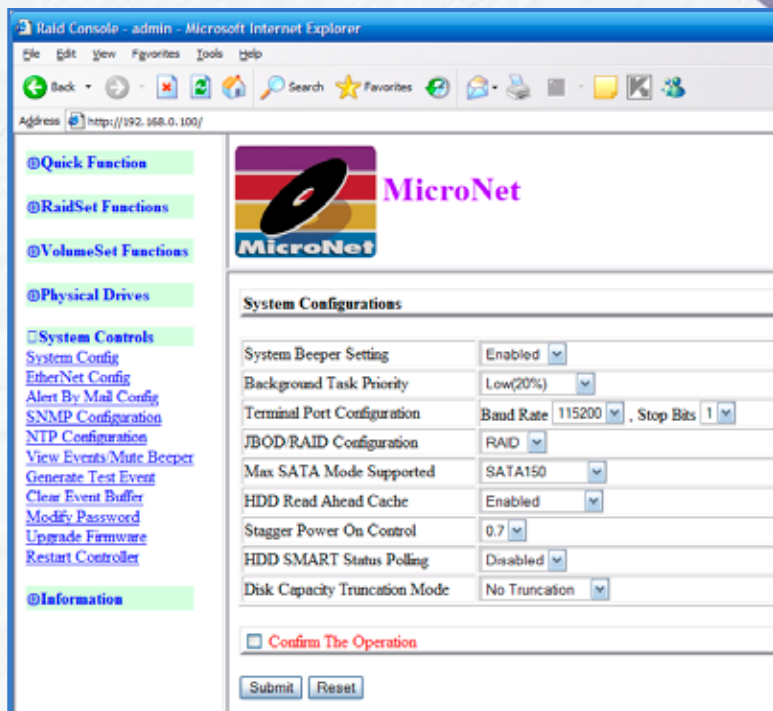 Raid Console - admin - Microsoft Internet Explorer
File Edit View Favorites Tools Help
Back Search Favorites
Address http://192.168.0.100/
Quick Function
RaidSet Functions
VolumeSet Functions
Physical Drives
System Controls
System Config
EtherNet Config
Alert By Mail Config
SNMP Configuration
NTP Configuration
View Events/Mute Beeper
Generate Test Event
Clear Event Buffer
Modify Password
Upgrade Firmware
Restart Controller
Information
MicroNet
MicroNet
System Configurations
System Beeper Setting Enabled
Background Task Priority Low(20%)
Terminal Port Configuration Baud Rate 115200 , Stop Bits 1
JBOD/RAID Configuration RAID
Max SATA Mode Supported SATA150
HDD Read Ahead Cache Enabled
Stagger Power On Control 0.7
HDD SMART Status Polling Disabled
Disk Capacity Truncation Mode No Truncation
Confirm The Operation
Submit Reset